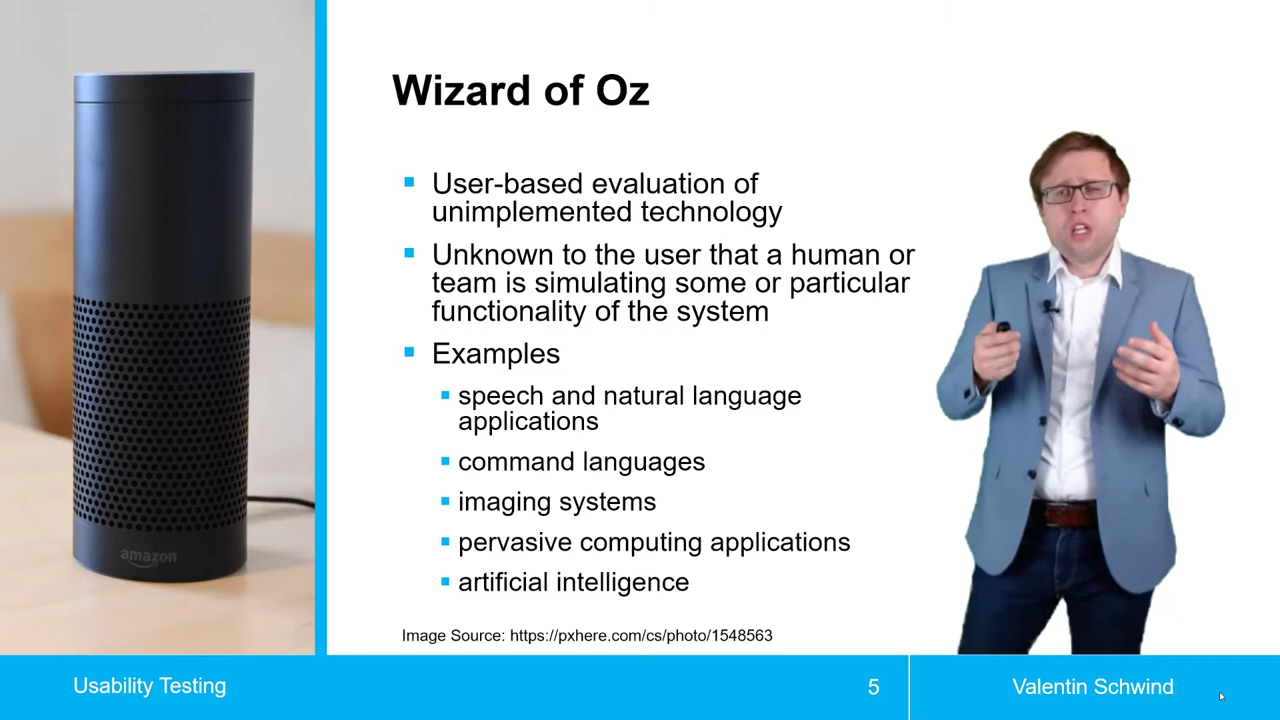 Wizard of Oz
User-based evaluation of
unimplemented technology
Unknown to the user that a human or
team is simulating some or particular
functionality of the system
Examples
speech and natural language
applications
command languages
imaging systems
pervasive computing applications
artificial intelligence
Image Source: https://pxhere.com/cs/photo/1548563
amazon
Usability Testing
5
Valentin Schwind